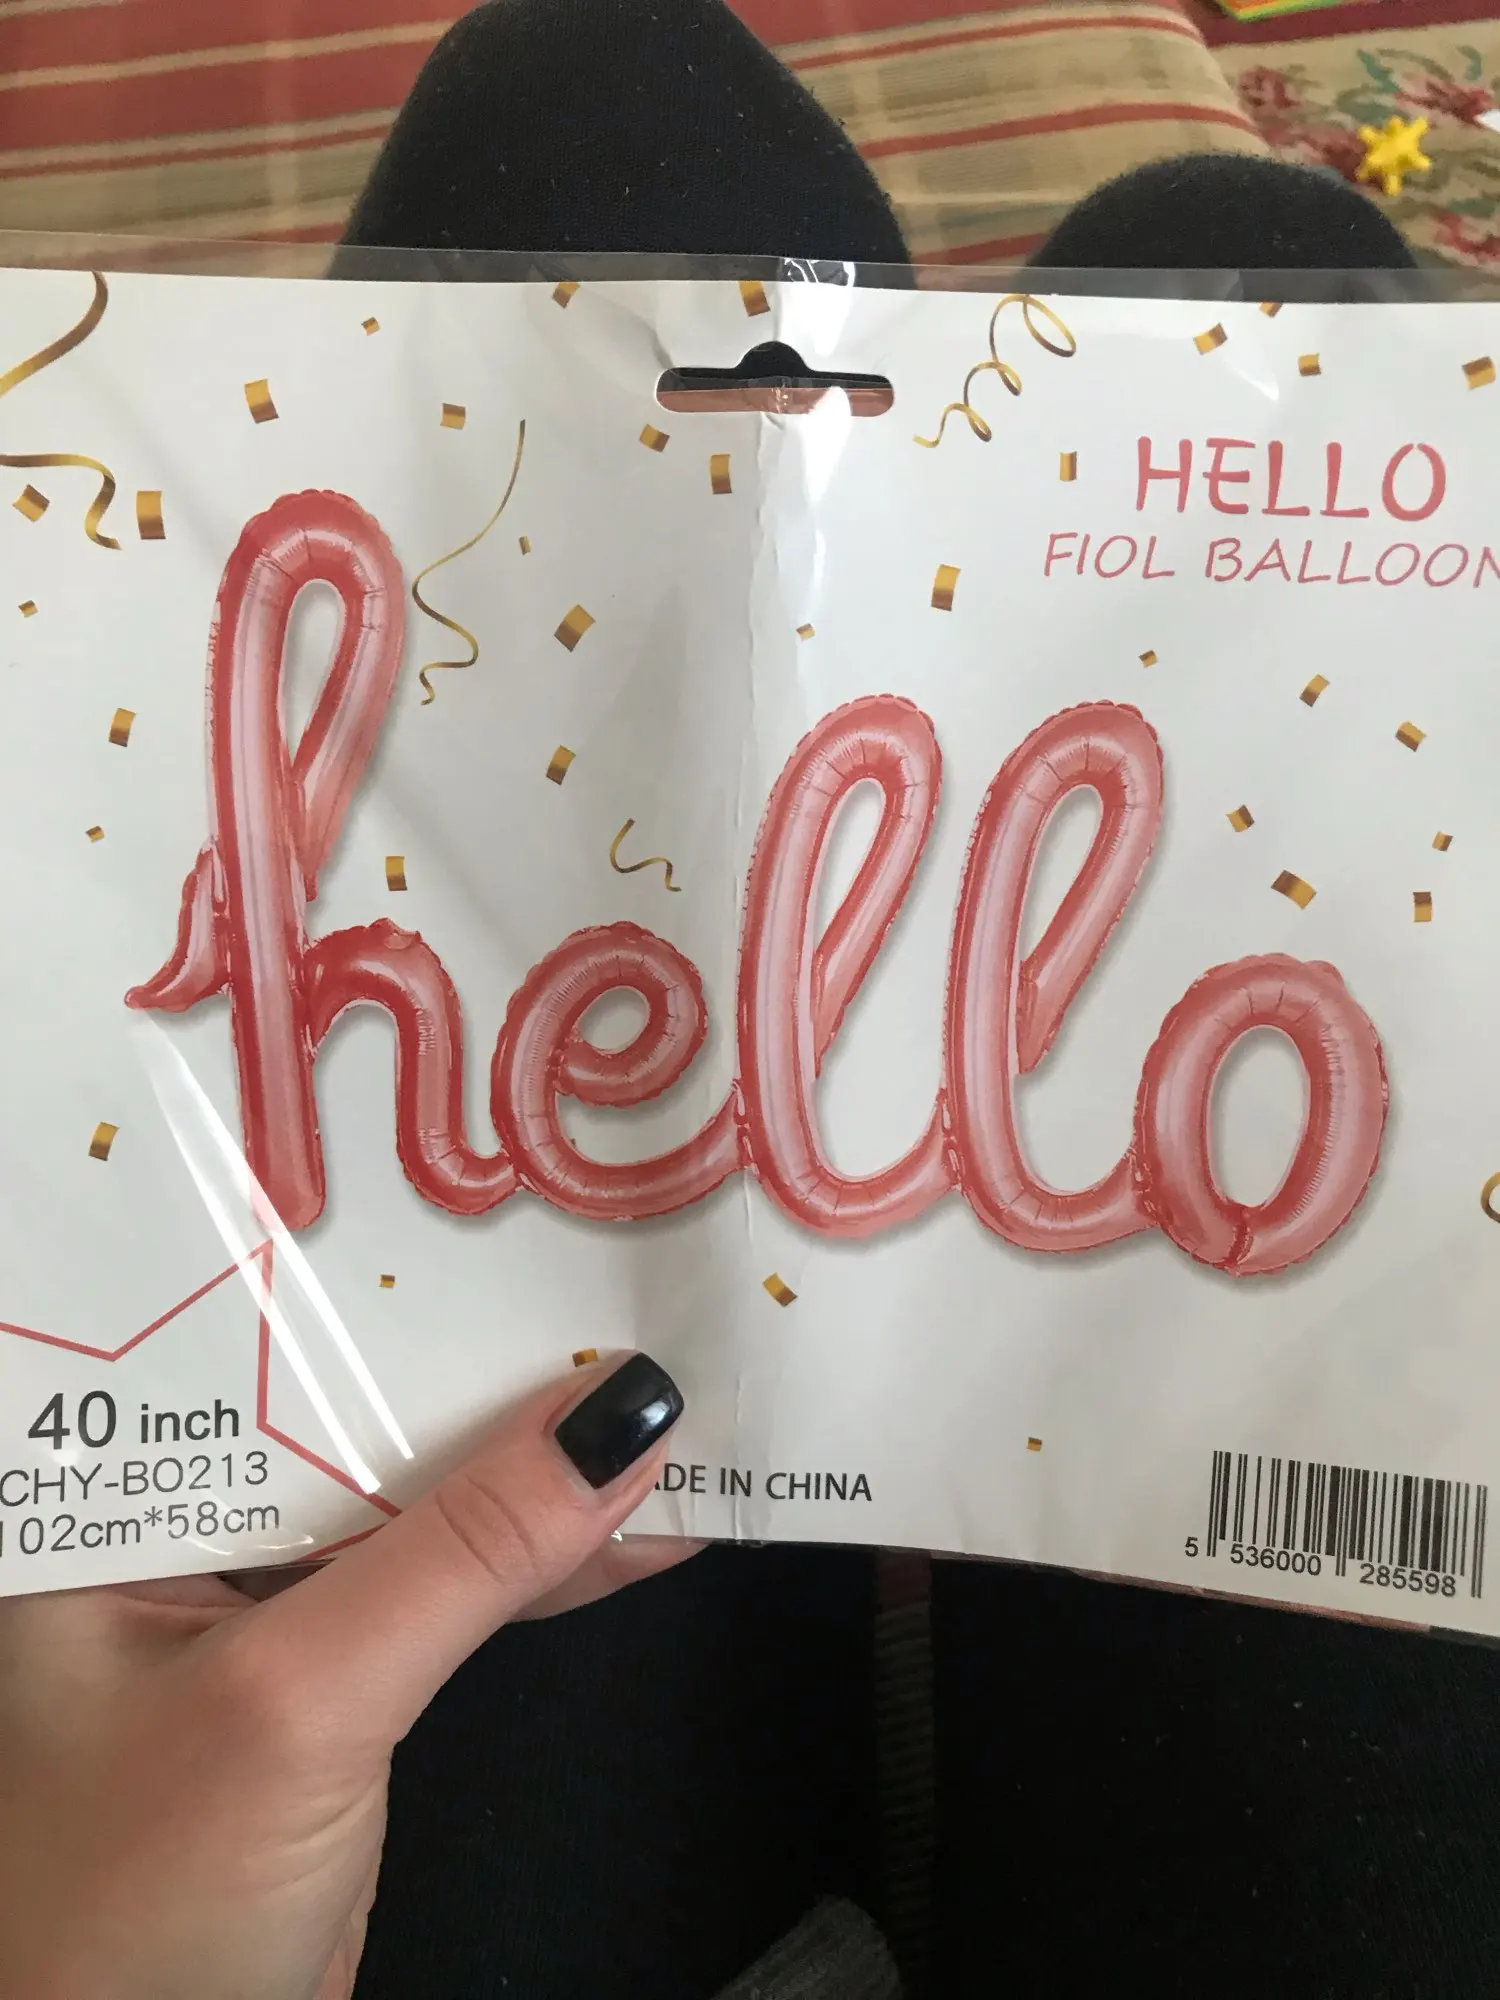 HELLO
FIOL BALLOON
hello
40 inch
CHY-BO213
102cm*58cm
ADE IN CHINA
5 536000 285598